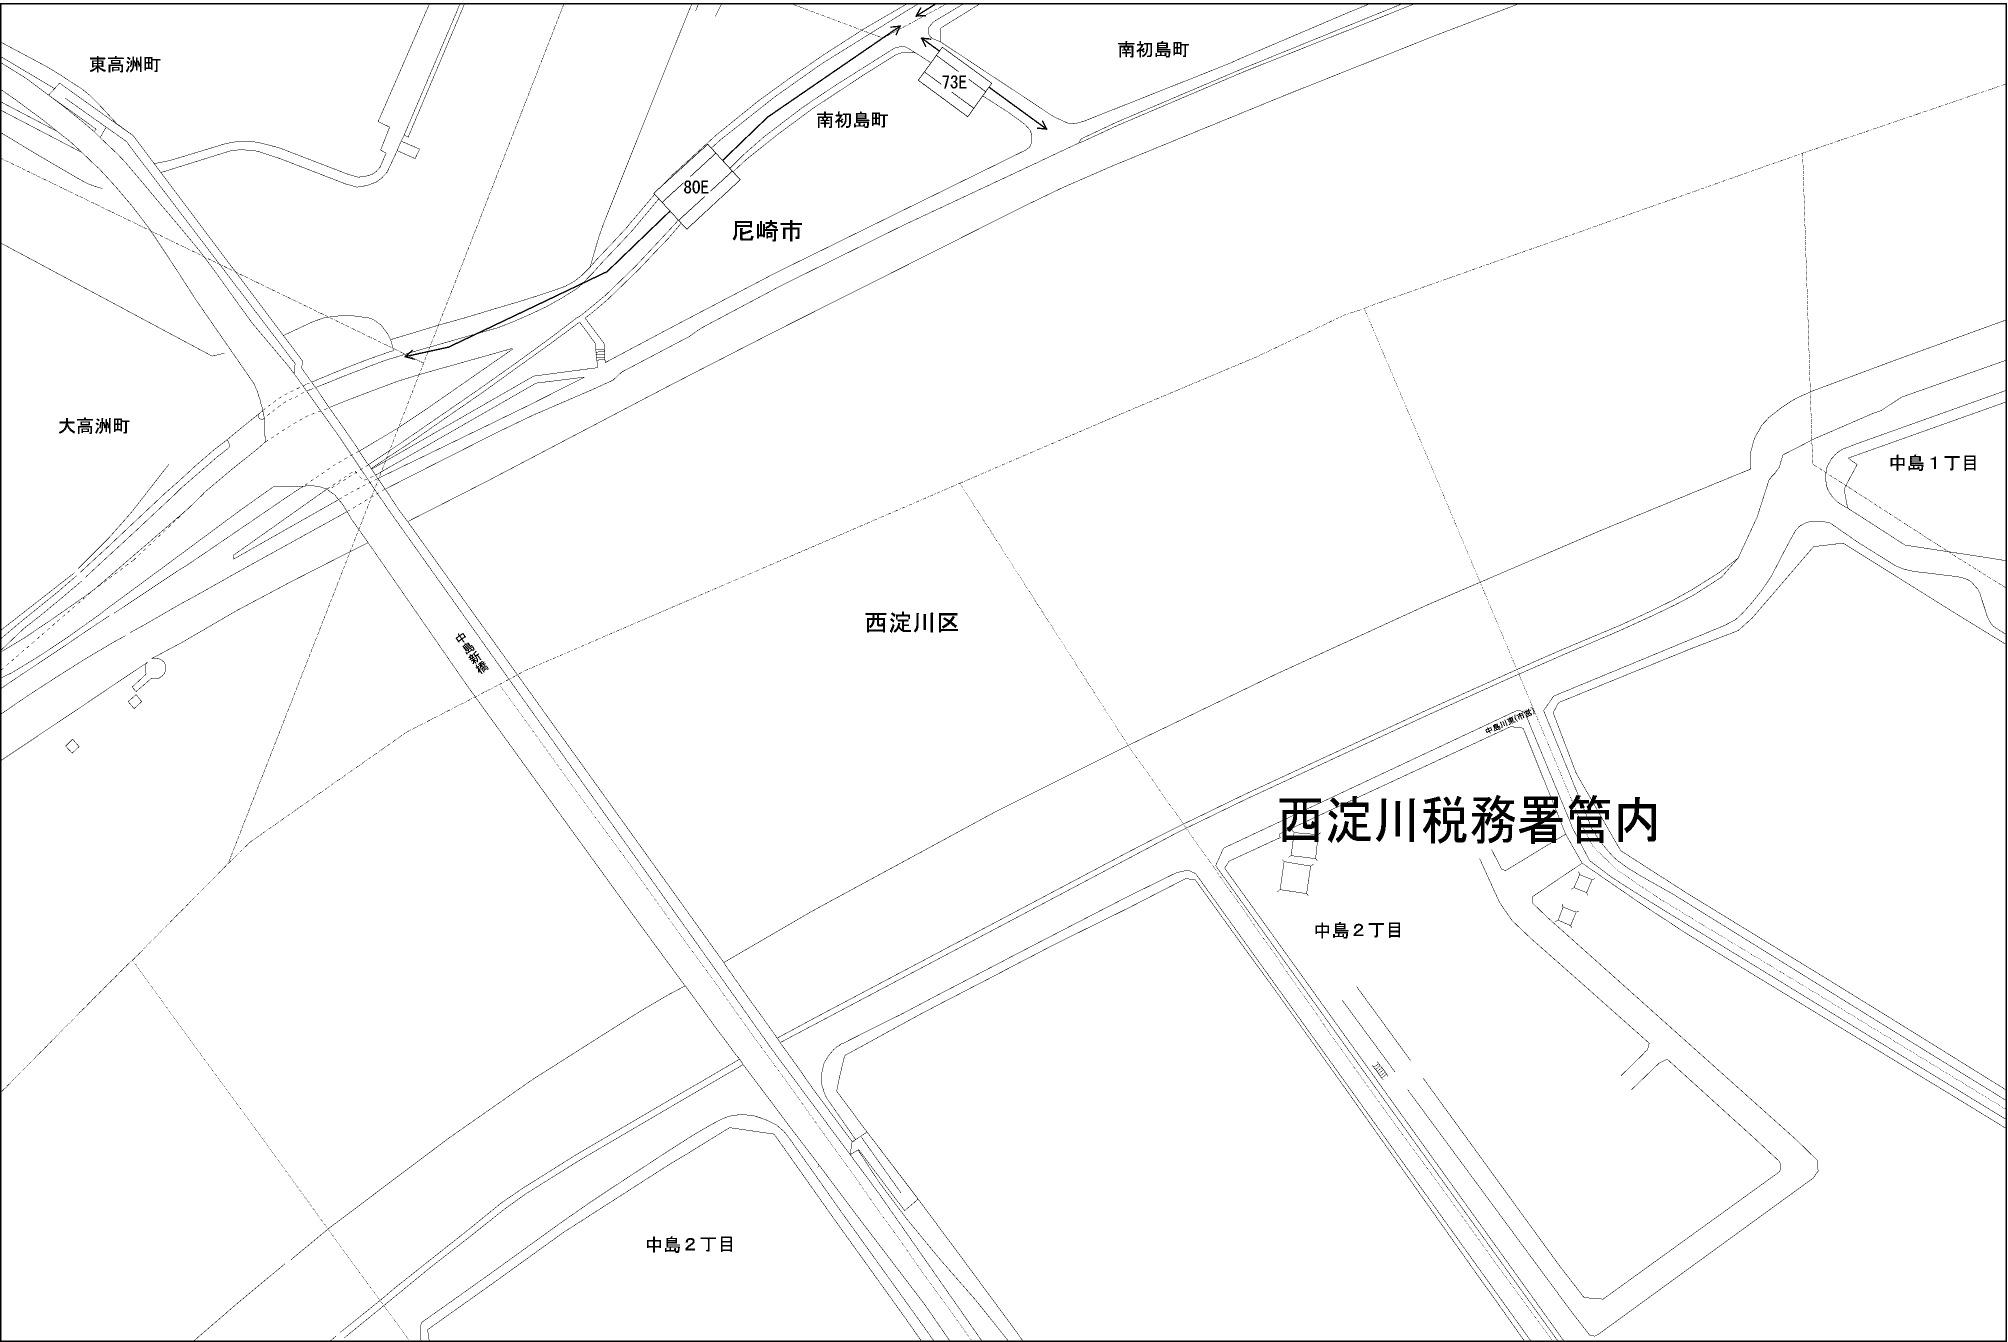 東高洲町
南初島町
73E
南初島町
80E
尼崎市
大高洲町
中島1丁目
西淀川区
中島新橋
中島川東(市営)
西淀川税務署管内
中島2丁目
中島2丁目